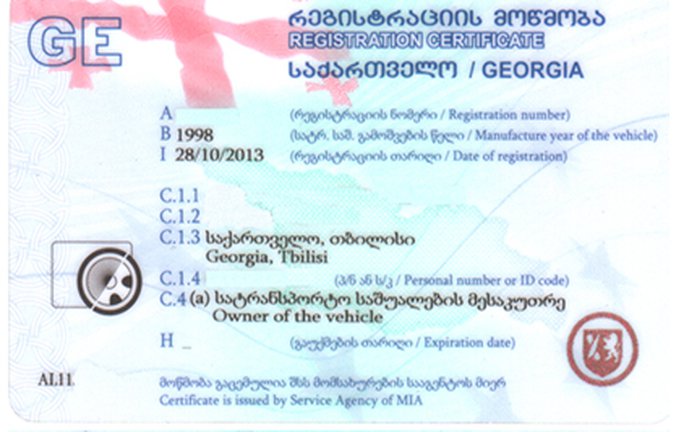 GE
რეგისტრაციის მოწმობა
REGISTRATION CERTIFICATE
საქართველო / GEORGIA
A (რეგისტრაციის ნომერი / Registration number)
B 1998 (სატრ. საშ. გამოშვების წელი / Manufacture year of the vehicle)
I 28/10/2013 (რეგისტრაციის თარიღი / Date of registration)
C.1.1
C.1.2
C.1.3 საქართველო, თბილისი
Georgia, Tbilisi
C.1.4 (პ/ნ ან ს/კ / Personal number or ID code)
C.4 (a) სატრანსპორტო საშუალების მესაკუთრე
Owner of the vehicle
H _ (გაუქმების თარიღი / Expiration date)
AL11
მოწმობა გაცემულია შსს მომსახურების სააგენტოს მიერ
Certificate is issued by Service Agency of MIA